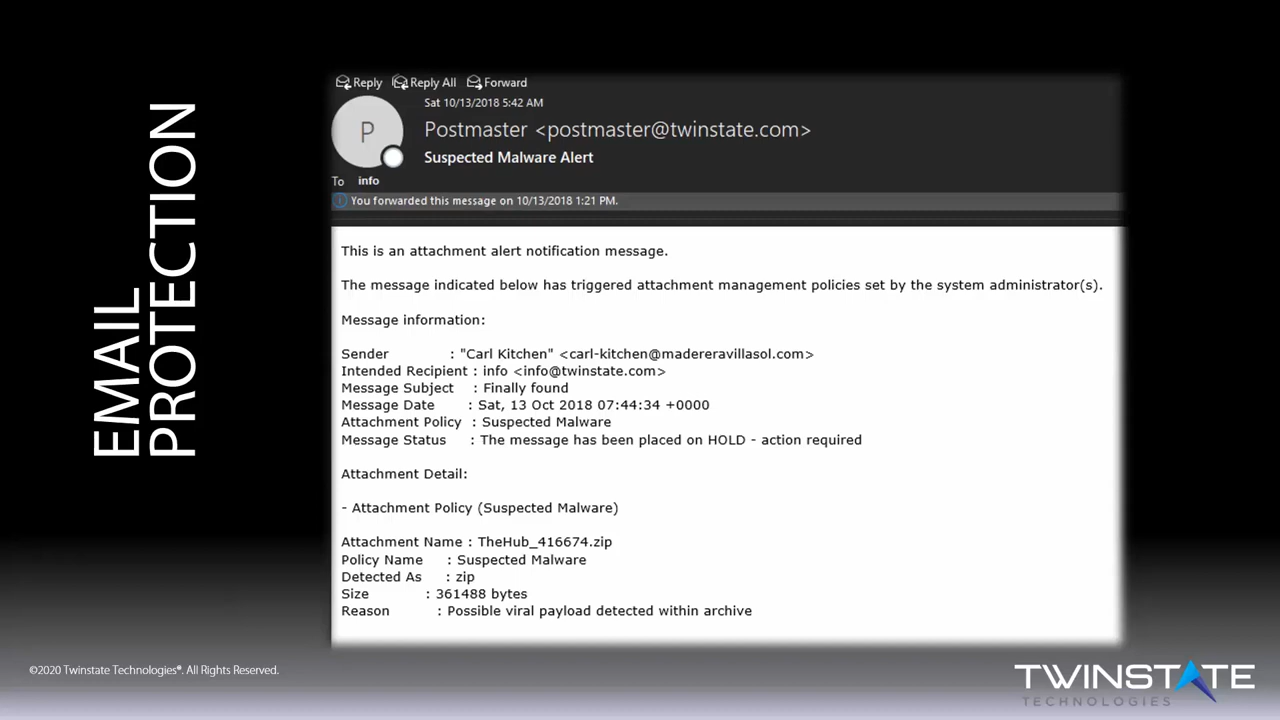 EMAIL
PROTECTION
Reply Reply All Forward
Sat 10/13/2018 5:42 AM
P
Postmaster <postmaster@twinstate.com>
Suspected Malware Alert
To info
You forwarded this message on 10/13/2018 1:21 PM.
This is an attachment alert notification message.
The message indicated below has triggered attachment management policies set by the system administrator(s).
Message information:
Sender : "Carl Kitchen" <carl-kitchen@madereravillasol.com>
Intended Recipient : info <info@twinstate.com>
Message Subject : Finally found
Message Date : Sat, 13 Oct 2018 07:44:34 +0000
Attachment Policy : Suspected Malware
Message Status : The message has been placed on HOLD - action required
Attachment Detail:
- Attachment Policy (Suspected Malware)
Attachment Name : TheHub_416674.zip
Policy Name : Suspected Malware
Detected As : zip
Size : 361488 bytes
Reason : Possible viral payload detected within archive
©2020 Twinstate Technologies®. All Rights Reserved.
TWINSTATE
TECHNOLOGIES